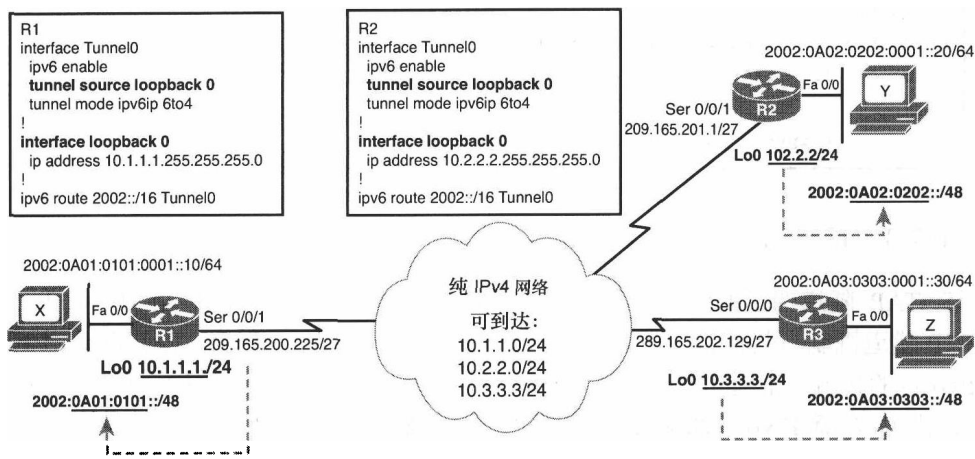 R1
interface Tunnel0
ipv6 enable
tunnel source loopback 0
tunnel mode ipv6ip 6to4
!
interface loopback 0
ip address 10.1.1.1.255.255.255.0
!
ipv6 route 2002::/16 Tunnel0
R2
interface Tunnel0
ipv6 enable
tunnel source loopback 0
tunnel mode ipv6ip 6to4
!
interface loopback 0
ip address 10.2.2.2.255.255.255.0
!
ipv6 route 2002::/16 Tunnel0
2002:0A02:0202:0001::20/64
Y
Fa 0/0
R2
Ser 0/0/1
209.165.201.1/27
Lo0 102.2.2/24
2002:0A02:0202::/48
2002:0A01:0101:0001::10/64
X
Fa 0/0
R1
Ser 0/0/1
209.165.200.225/27
Lo0 10.1.1.1./24
2002:0A01:0101::/48
纯 IPv4 网络
可到达：
10.1.1.0/24
10.2.2.0/24
10.3.3.3/24
2002:0A03:0303:0001::30/64
Ser 0/0/0
Fa 0/0
Z
R3
289.165.202.129/27
Lo0 10.3.3.3./24
2002:0A03:0303::/48